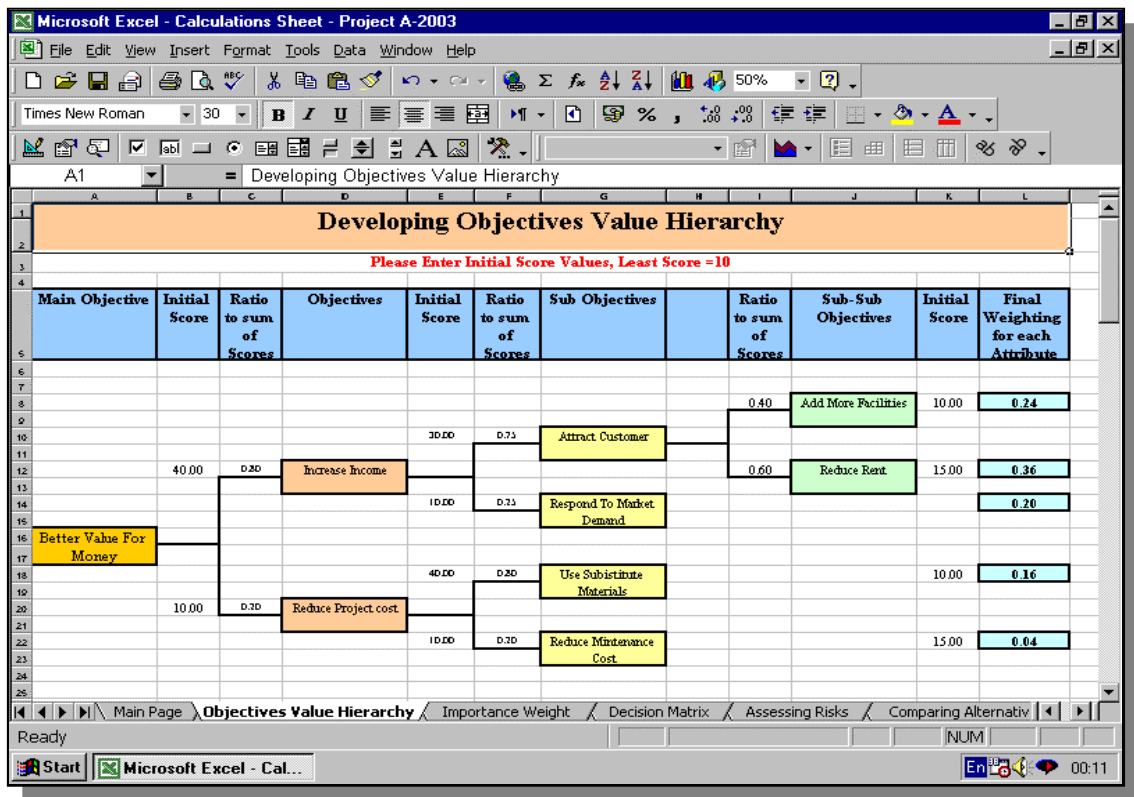 Microsoft Excel - Calculations Sheet - Project A-2003
File Edit View Insert Format Tools Data Window Help
50%
Times New Roman 30 B I U
A1 = Developing Objectives Value Hierarchy
A B C D E F G H I J K L
Developing Objectives Value Hierarchy
Please Enter Initial Score Values, Least Score =10
Main Objective Initial Score Ratio to sum of Scores Objectives Initial Score Ratio to sum of Scores Sub Objectives Ratio to sum of Scores Sub-Sub Objectives Initial Score Final Weighting for each Attribute
0.40 Add More Facilities 10.00 0.24
30.00 0.75 Attract Customer
40.00 0.80 Increase Income 0.60 Reduce Rent 15.00 0.36
10.00 0.25 Respond To Market 0.20
Demand
Better Value For
Money
40.00 0.80 Use Subistitute 10.00 0.16
Materials
10.00 0.20 Reduce Project cost
10.00 0.20 Reduce Mintenance 15.00 0.04
Cost
Main Page Objectives Value Hierarchy Importance Weight Decision Matrix Assessing Risks Comparing Alternativ
Ready NUM
Start Microsoft Excel - Cal... En 00:11